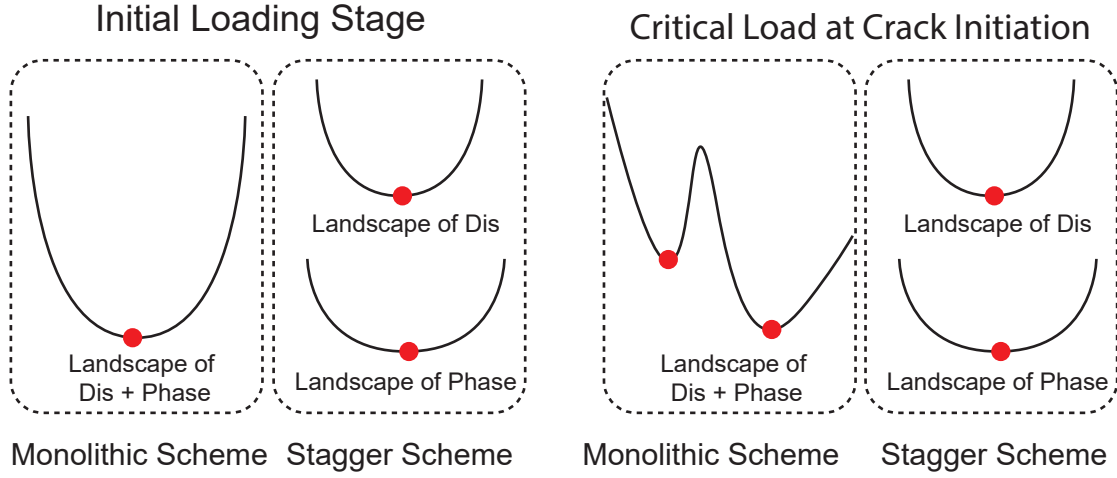 Initial Loading Stage
Critical Load at Crack Initiation
Landscape of
Dis + Phase
Landscape of Dis
Landscape of Phase
Landscape of
Dis + Phase
Landscape of Dis
Landscape of Phase
Monolithic Scheme
Stagger Scheme
Monolithic Scheme
Stagger Scheme